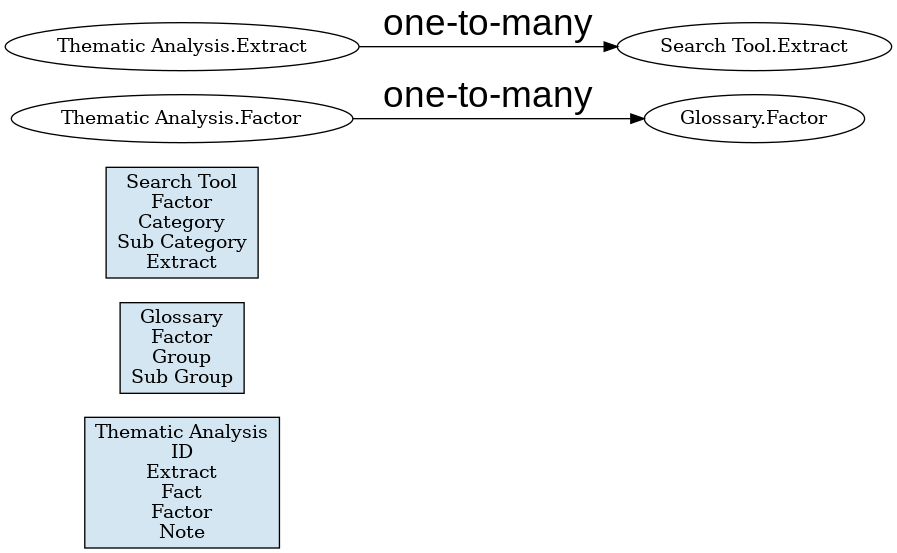 Thematic Analysis.Extract
one-to-many
Search Tool.Extract
Thematic Analysis.Factor
one-to-many
Glossary.Factor
Search Tool
Factor
Category
Sub Category
Extract
Glossary
Factor
Group
Sub Group
Thematic Analysis
ID
Extract
Fact
Factor
Note